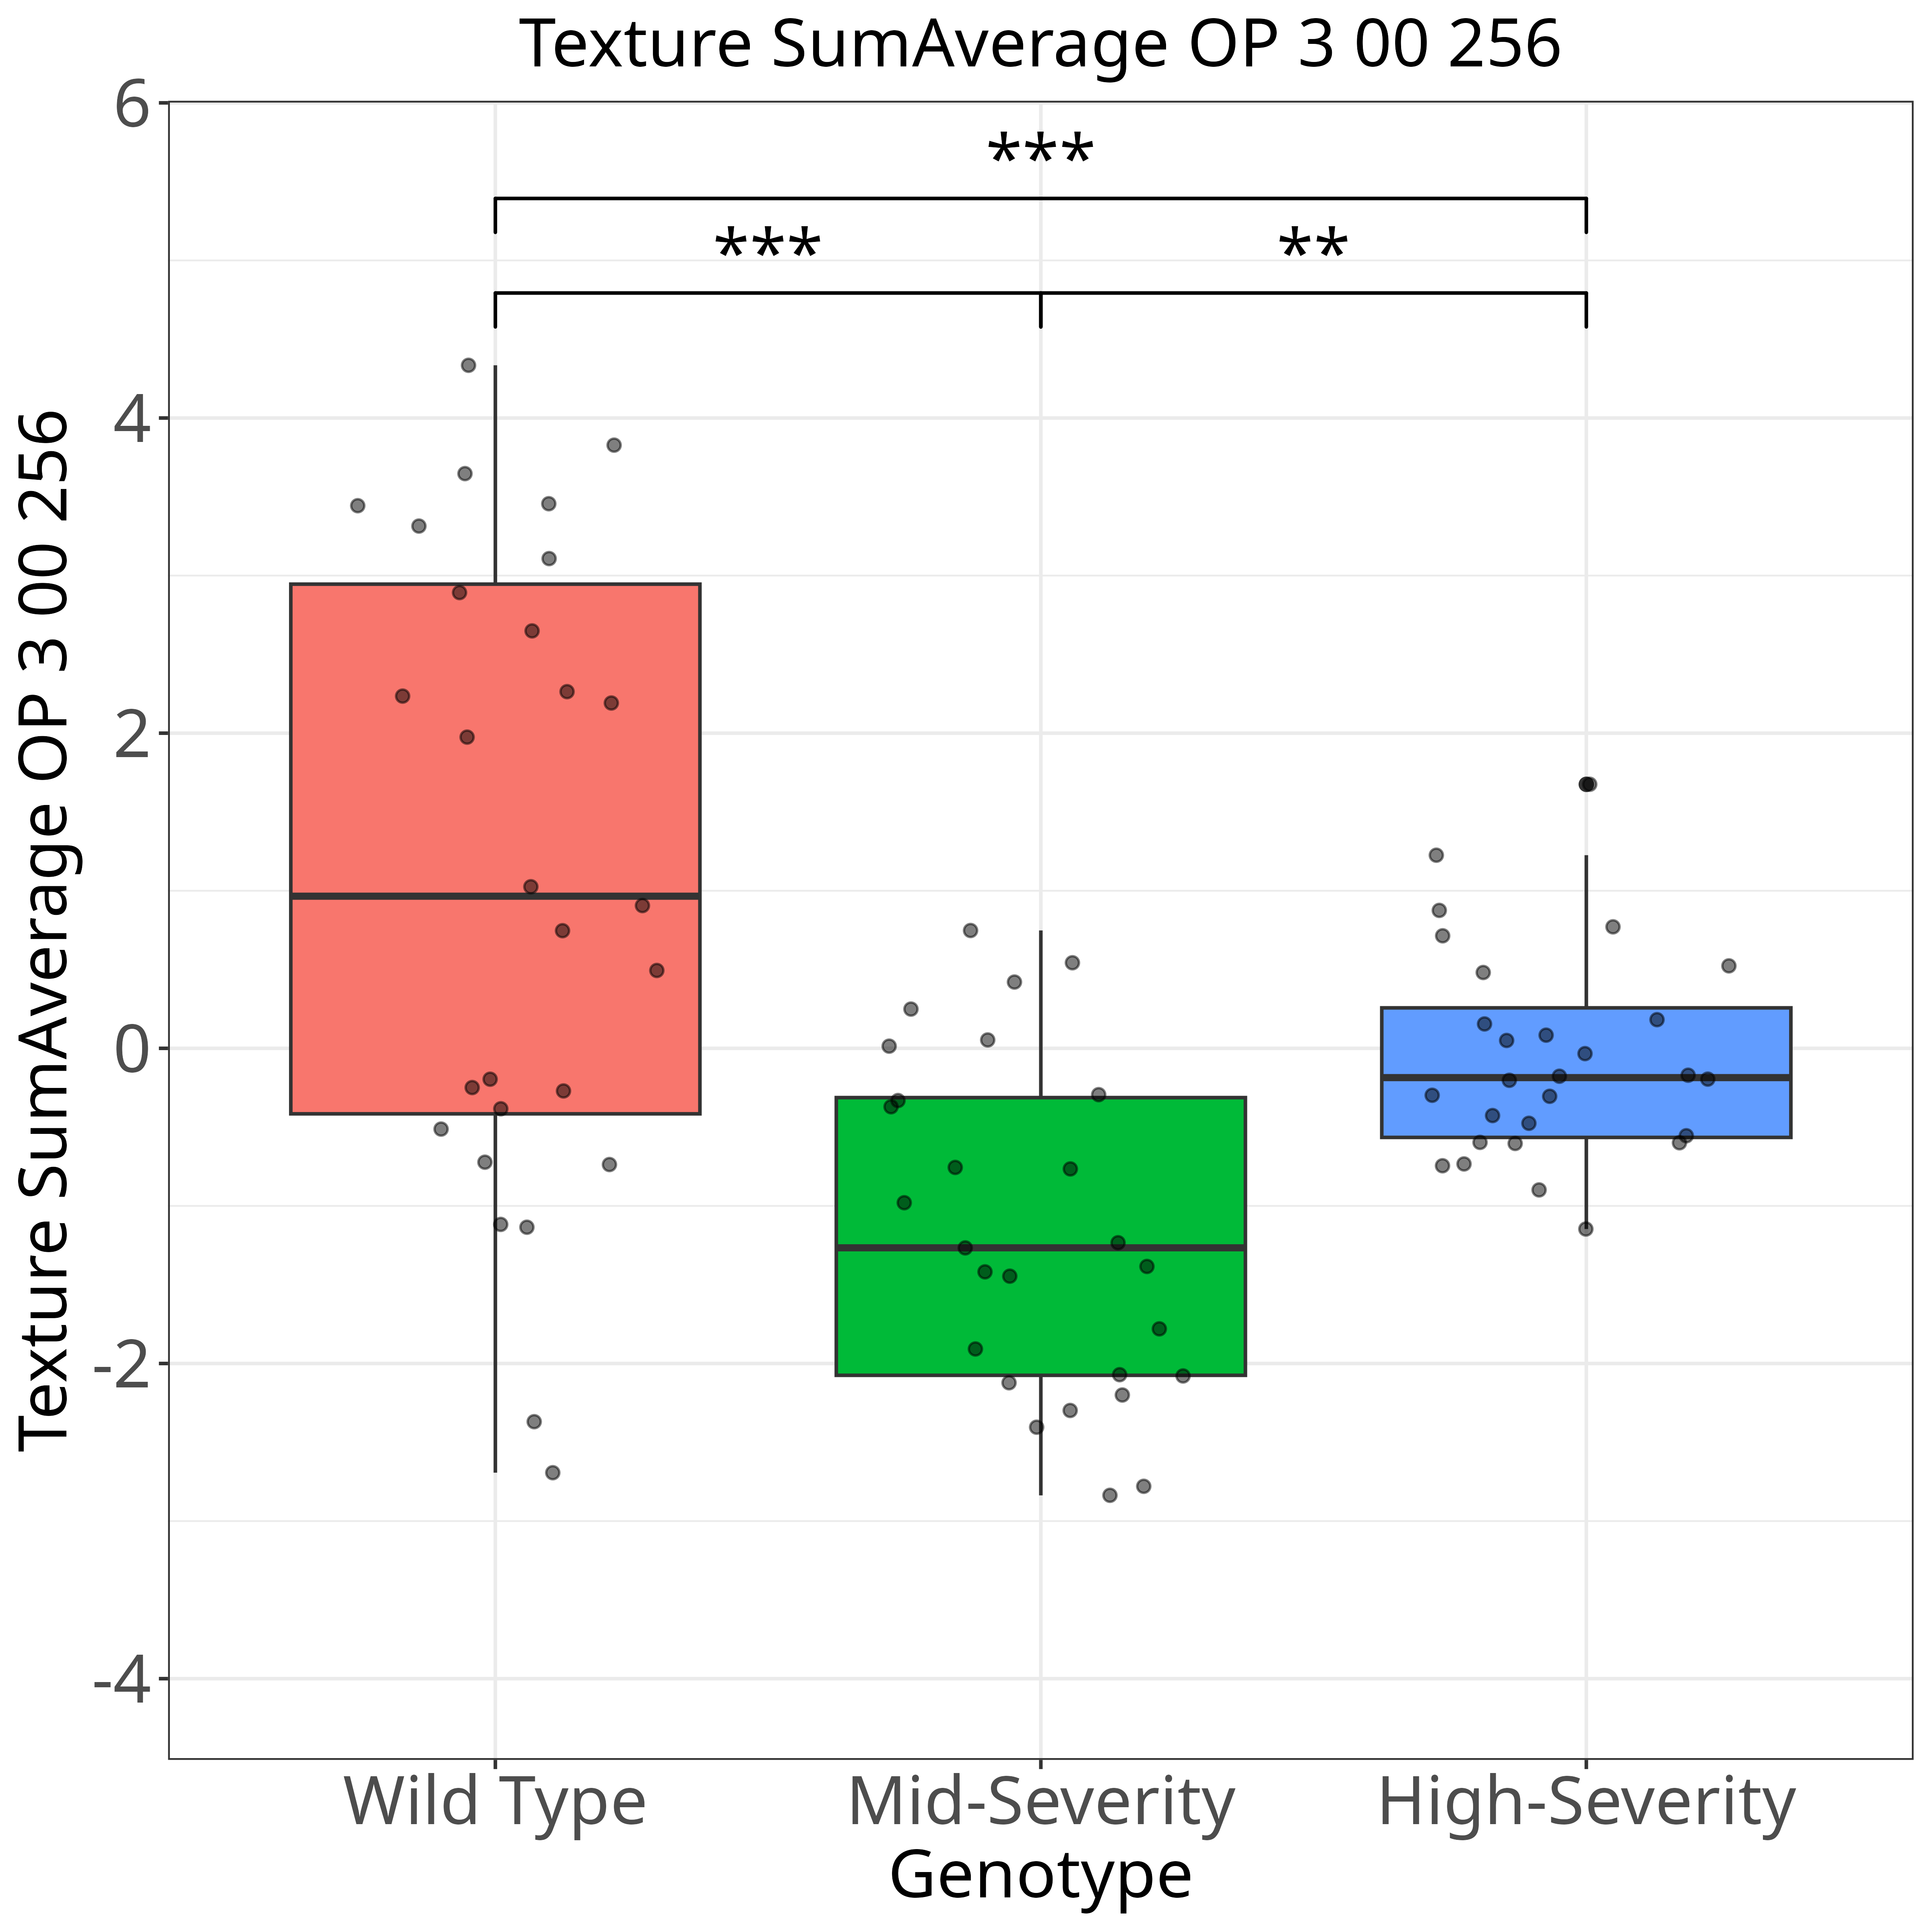 Texture SumAverage OP 3 00 256
Texture SumAverage OP 3 00 256
6
4
2
0
-2
-4
***
***
**
Wild Type
Mid-Severity
High-Severity
Genotype